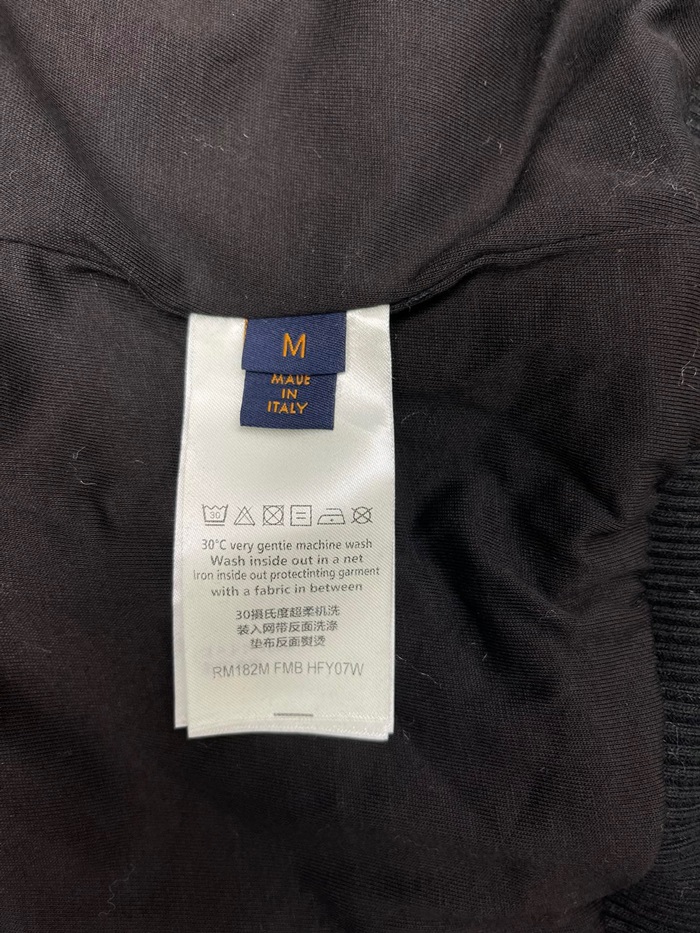 M
MADE
IN
ITALY
30
30°C very gentie machine wash
Wash inside out in a net
Iron inside out protectinting garment
with a fabric in between
30摄氏度超柔机洗
装入网带反面洗涤
垫布反面熨烫
RM182M FMB HFY07W